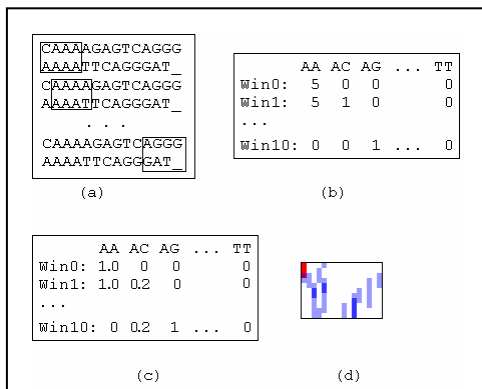 CAAAAGAGTCAGGG
AAAATTCAGGGAT_
CAAAAGAGTCAGGG
AAAATTCAGGGAT_
. . .
CAAAAGAGTCAGGG
AAAATTCAGGGAT_
(a)
AA AC AG ... TT
Win0: 5 0 0 0
Win1: 5 1 0 0
...
Win10: 0 0 1 ... 0
(b)
AA AC AG ... TT
Win0: 1.0 0 0 0
Win1: 1.0 0.2 0 0
...
Win10: 0 0.2 1 ... 0
(c)
(d)